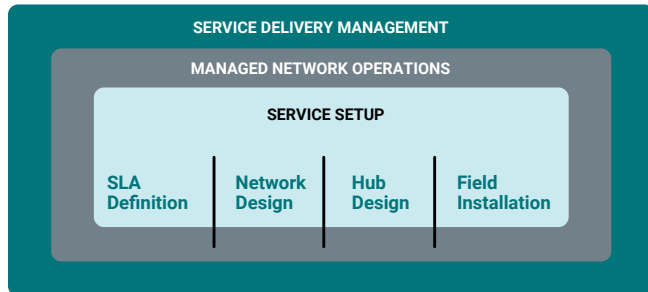 SERVICE DELIVERY MANAGEMENT
MANAGED NETWORK OPERATIONS
SERVICE SETUP
SLA
Definition
Network
Design
Hub
Design
Field
Installation